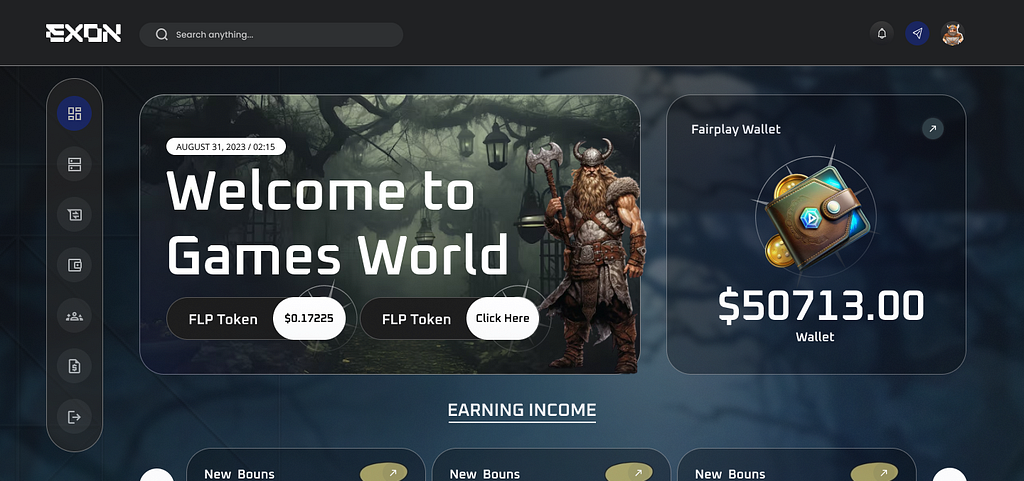 EXON
Search anything...
AUGUST 31, 2023 / 02:15
Welcome to
Games World
FLP Token
$0.17225
FLP Token
Click Here
Fairplay Wallet
$50713.00
Wallet
EARNING INCOME
New Bouns
New Bouns
New Bouns